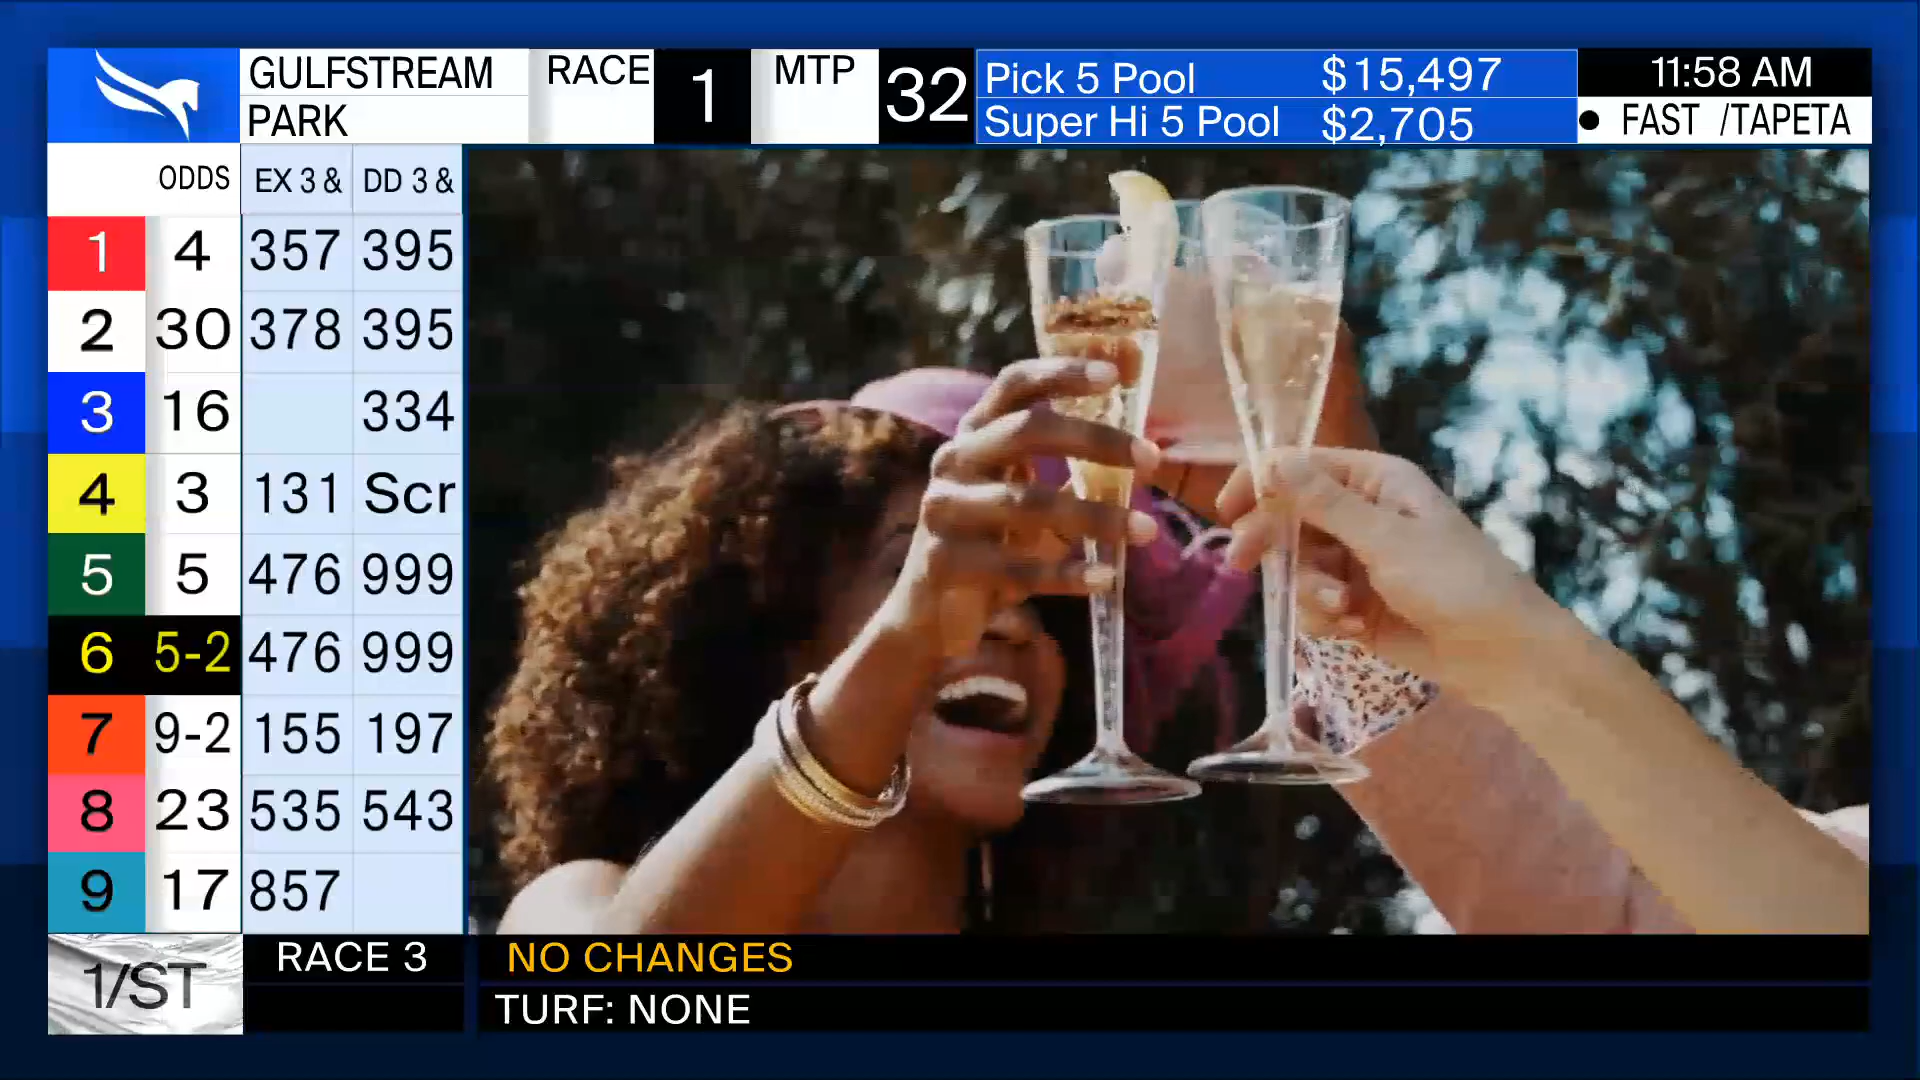 GULFSTREAM PARK RACE 1 MTP 32
Pick 5 Pool $15,497
Super Hi 5 Pool $2,705
11:58 AM
FAST /TAPETA
ODDS EX 3 & DD 3 &
1 4 357 395
2 30 378 395
3 16 334
4 3 131 Scr
5 5 476 999
6 5-2 476 999
7 9-2 155 197
8 23 535 543
9 17 857
1/ST
RACE 3 NO CHANGES
TURF: NONE